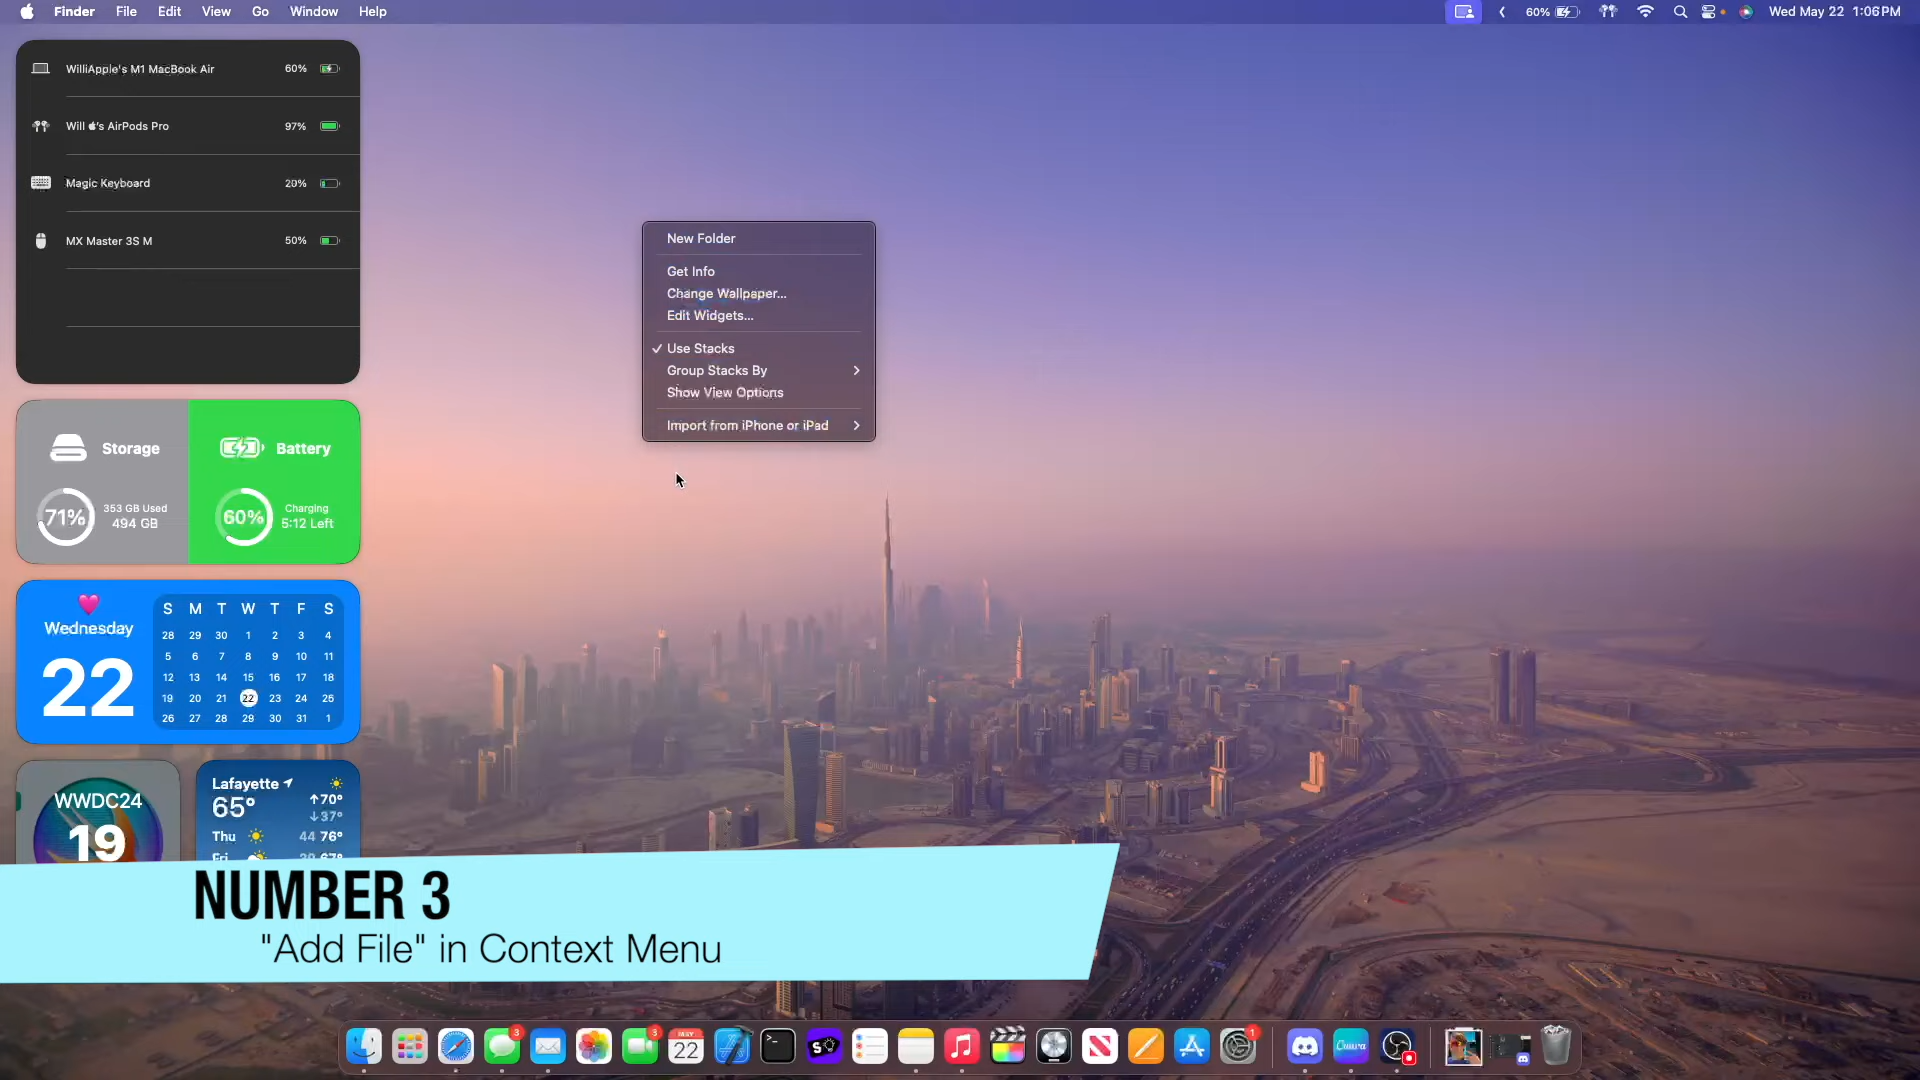 Finder File Edit View Go Window Help
60% Wed May 22 1:06 PM
WilliApple's M1 MacBook Air 60%
Will 's AirPods Pro 97%
Magic Keyboard 20%
MX Master 3S M 50%
New Folder
Get Info
Change Wallpaper...
Edit Widgets...
✓ Use Stacks
Group Stacks By >
Show View Options
Import from iPhone or iPad >
Storage
71% 353 GB Used
494 GB
Battery
60% Charging
5:12 Left
Wednesday
22
S M T W T F S
28 29 30 1 2 3 4
5 6 7 8 9 10 11
12 13 14 15 16 17 18
19 20 21 22 23 24 25
26 27 28 29 30 31 1
WWDC24
19
Lafayette
65° ↑70°
↓37°
Thu 44 76°
NUMBER 3
"Add File" in Context Menu
3
3
MAY
22
1
Canva